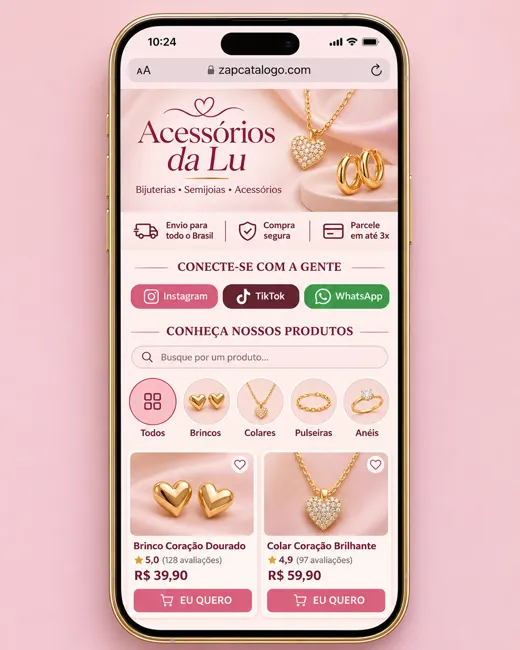 10:24
AA zapcatalogo.com
Acessórios
da Lu
Bijuterias • Semijoias • Acessórios
Envio para
todo o Brasil
Compra
segura
Parcele
em até 3x
CONECTE-SE COM A GENTE
Instagram
TikTok
WhatsApp
CONHEÇA NOSSOS PRODUTOS
Busque por um produto...
Todos
Brincos
Colares
Pulseiras
Anéis
Brinco Coração Dourado
5,0 (128 avaliações)
R$ 39,90
EU QUERO
Colar Coração Brilhante
4,9 (97 avaliações)
R$ 59,90
EU QUERO